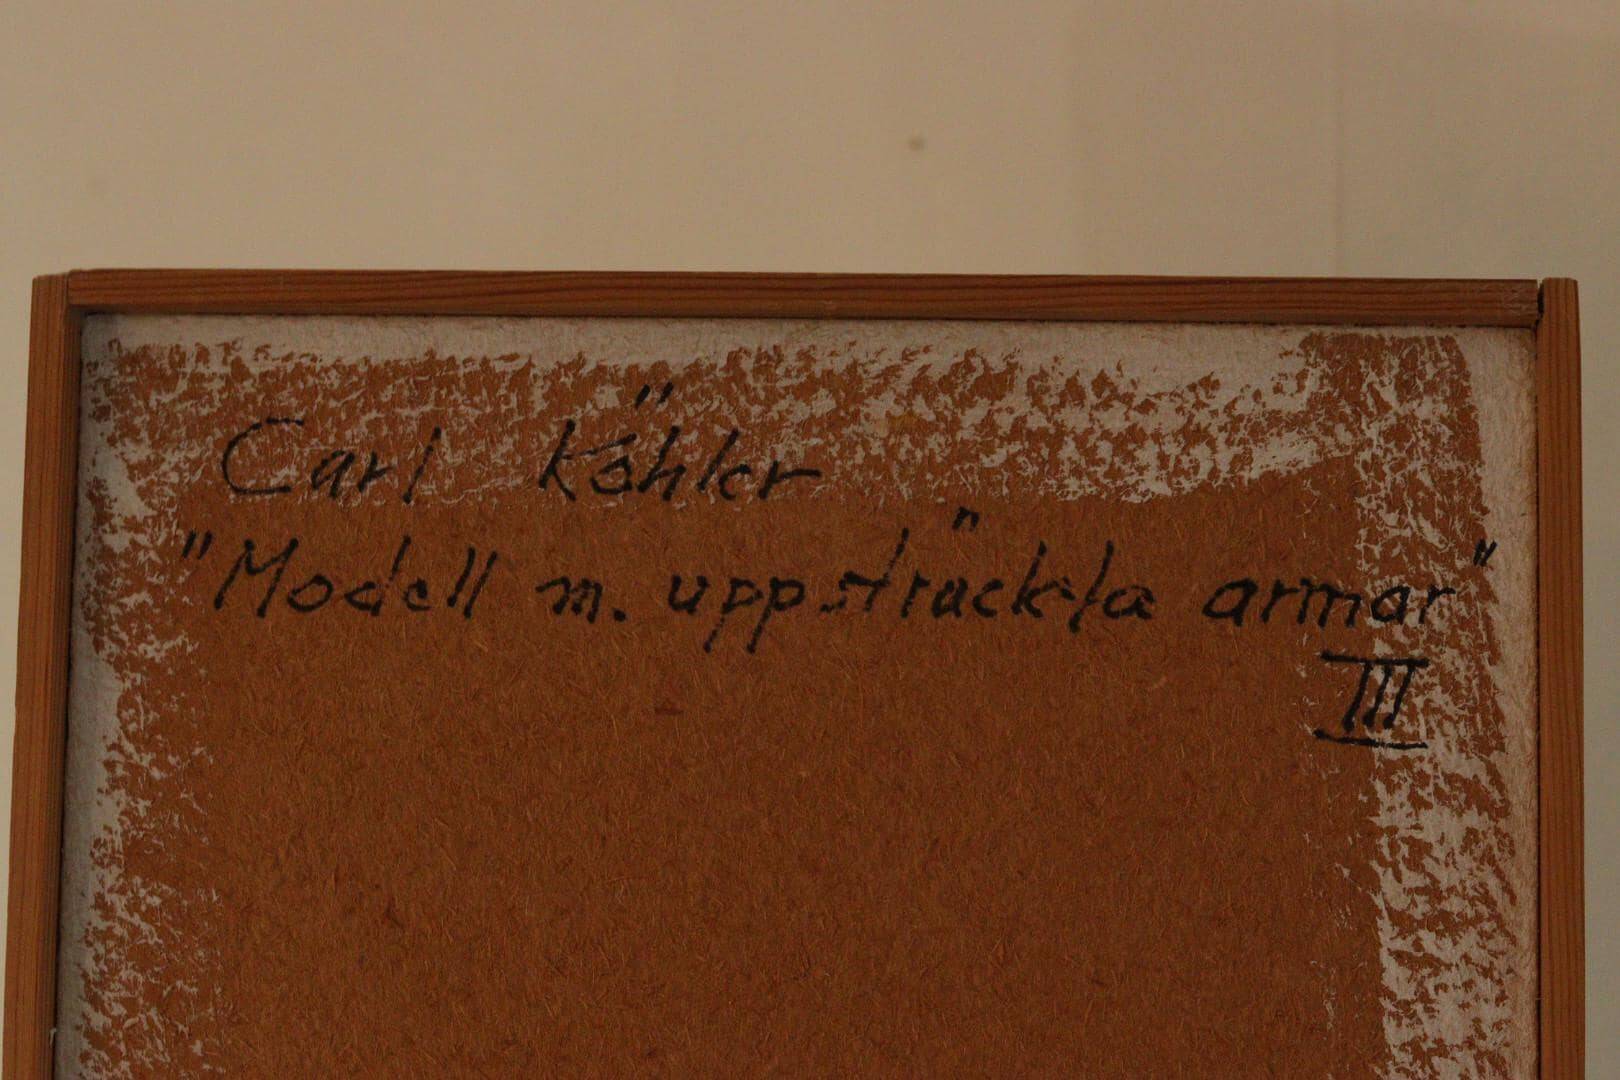 Carl Köhler
"Modell m. uppsträckta armar"
III